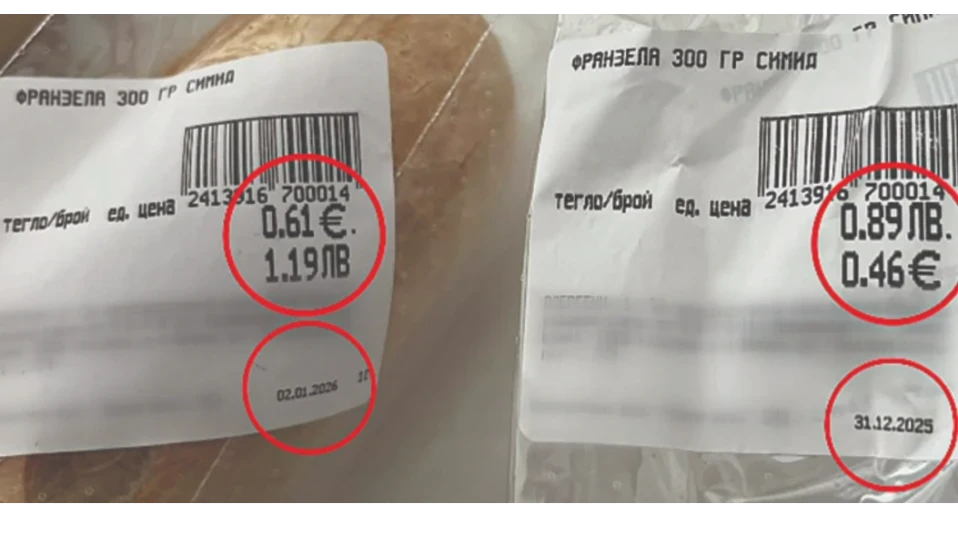 ФРАНЗЕЛА 300 ГР СИМИД
2413916 700014
тегло/брой ед. цена
0.61 €.
1.19ЛВ
02.01.2026
ФРАНЗЕЛА 300 ГР СИМИД
2413916 700014
тегло/брой ед. цена
0.89ЛВ.
0.46€
31.12.2025